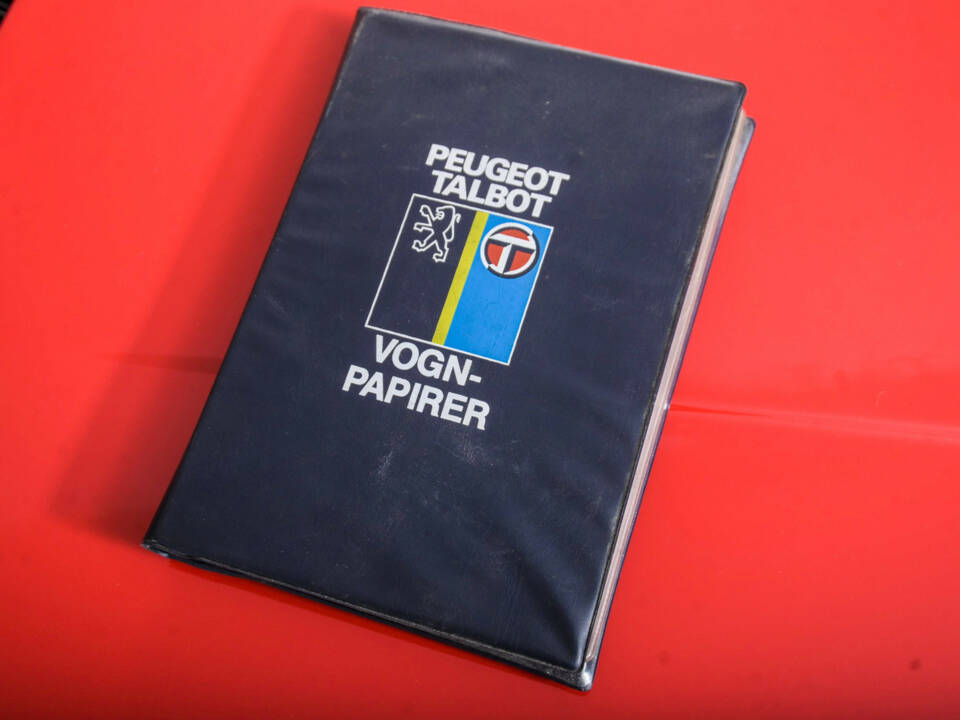 PEUGEOT
TALBOT
T
VOGN-
PAPIRER